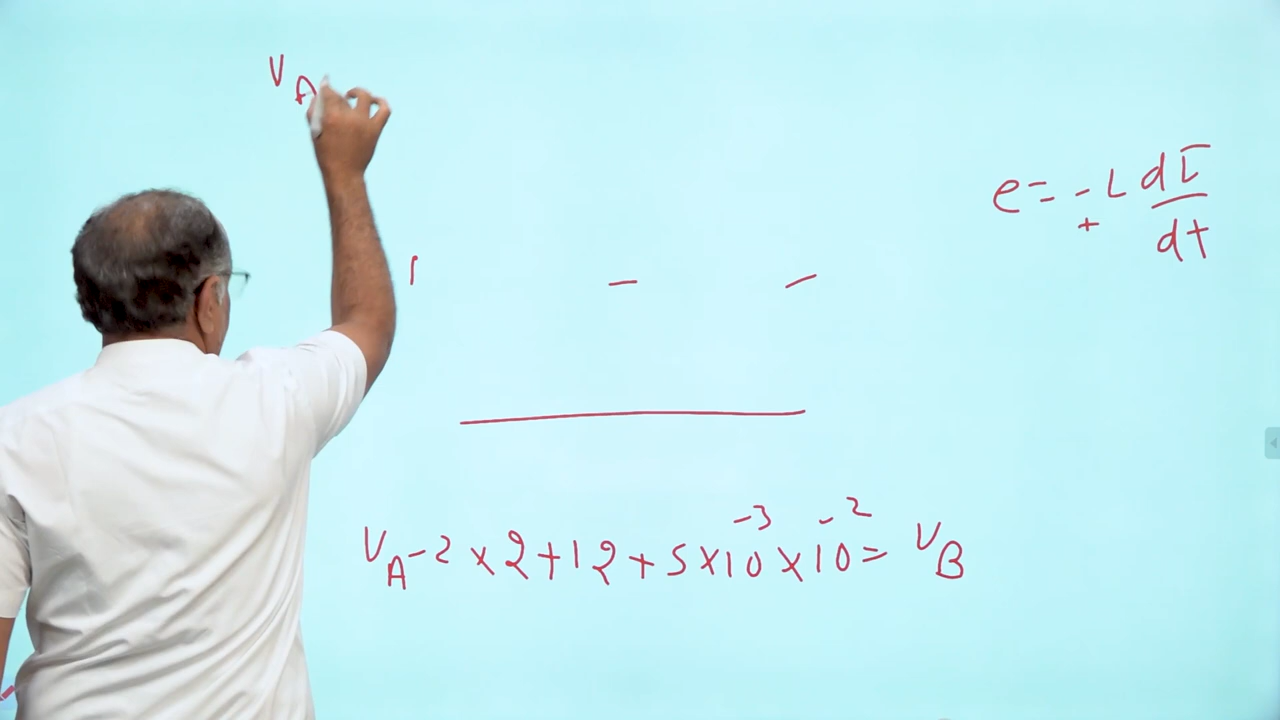 V_A
e = -L dI/dt
+
V_A - 2 × 2 + 12 + 5 × 10^-3 × 10^-2 = V_B